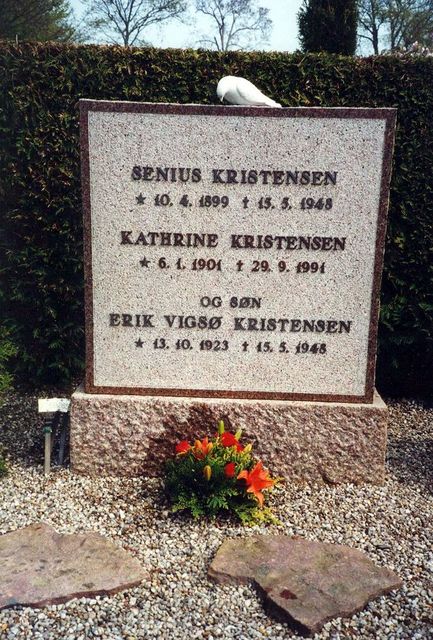 SENIUS KRISTENSEN
★ 10. 4. 1899 † 15. 5. 1948
KATHRINE KRISTENSEN
★ 6. 1. 1901 † 29. 9. 1991
OG SØN
ERIK VIGSØ KRISTENSEN
★ 13. 10. 1923 † 15. 5. 1948